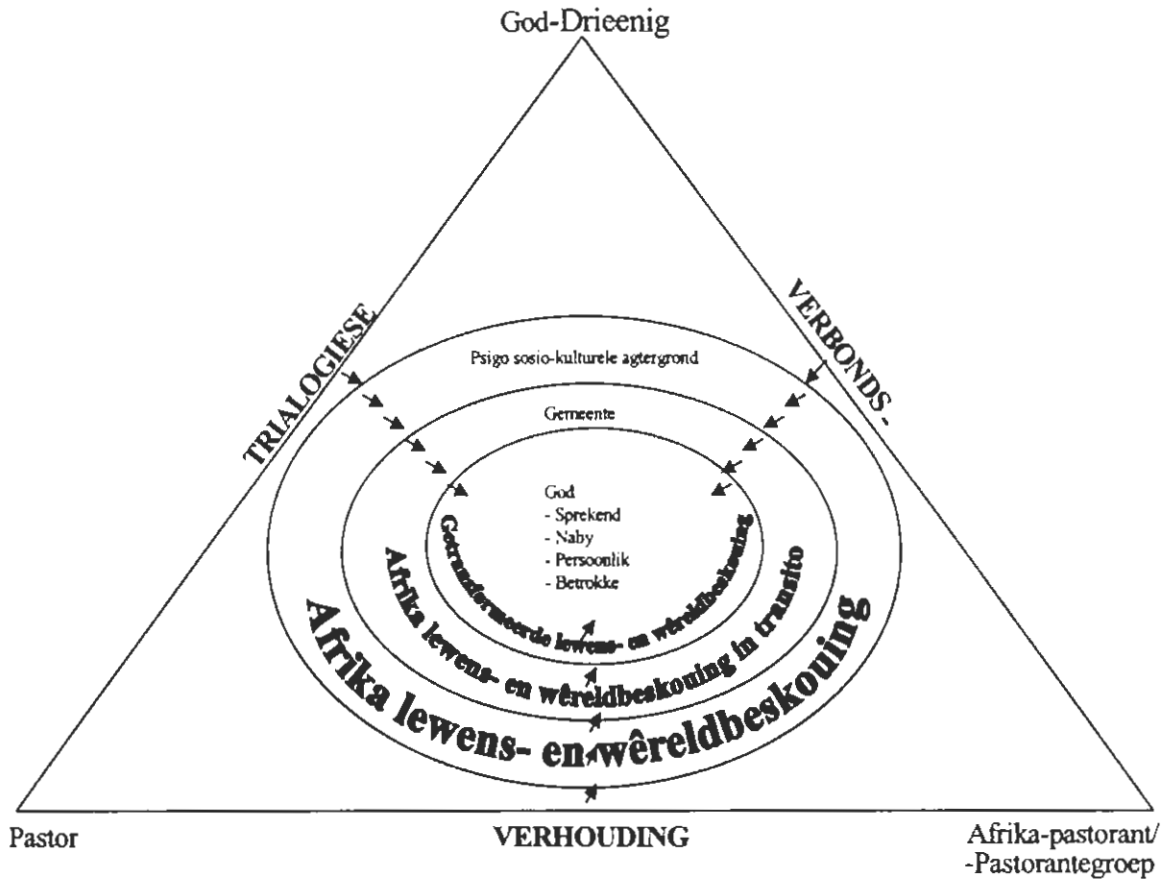 God-Drieenig
TRIALOGIESE
VERBONDS -
Psigo sosio-kulturele agtergrond
Gemeente
God
- Sprekend
- Naby
- Persoonlik
- Betrokke
Getransformeerde lewens- en wêreldbeskouing
Afrika lewens- en wêreldbeskouing in transito
Afrika lewens- en wêreldbeskouing
Pastor
VERHOUDING
Afrika-pastorant/
-Pastorantegroep